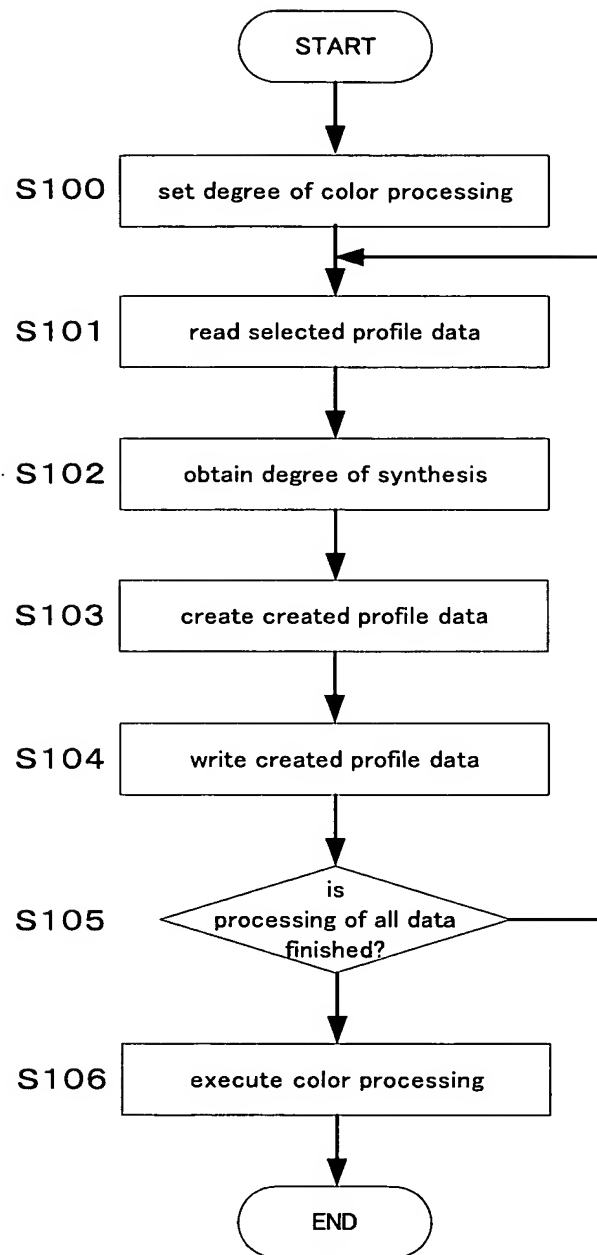 START
S100 set degree of color processing
S101 read selected profile data
S102 obtain degree of synthesis
S103 create created profile data
S104 write created profile data
is
S105 processing of all data
finished?
S106 execute color processing
END